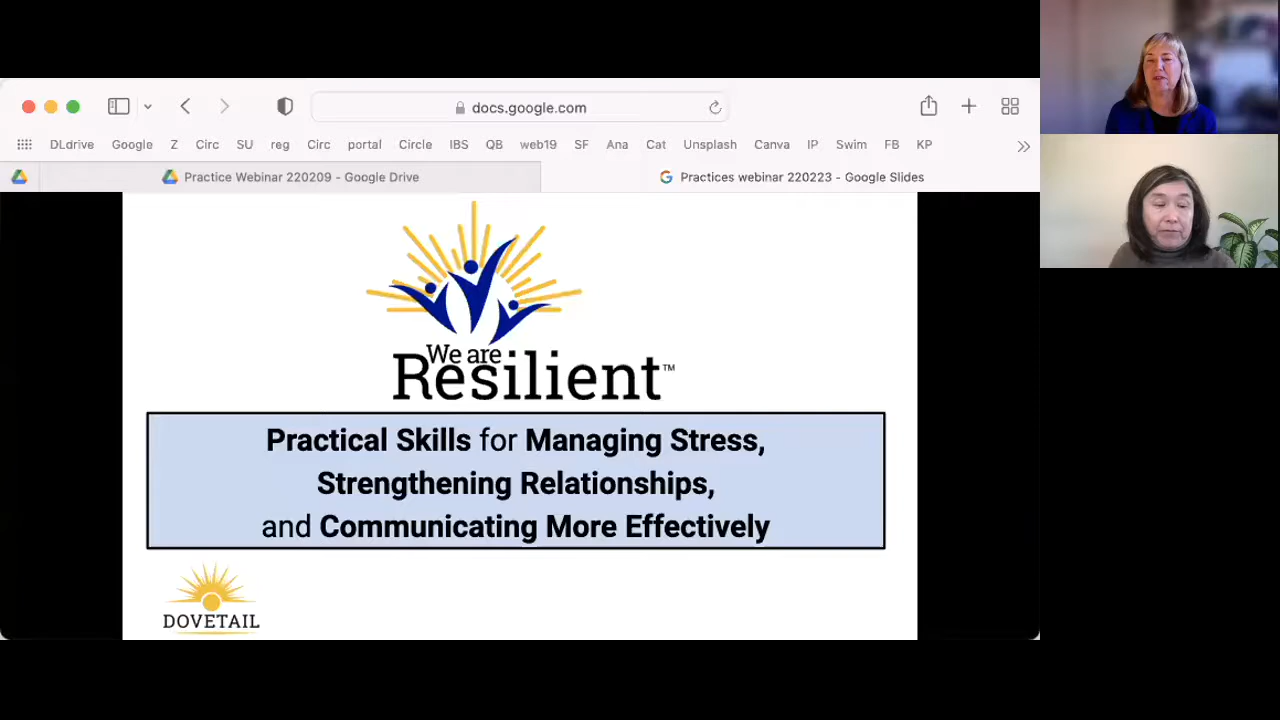 docs.google.com
DLdrive Google Z Circ SU reg Circ portal Circle IBS QB web19 SF Ana Cat Unsplash Canva IP Swim FB KP
Practice Webinar 220209 - Google Drive
Practices webinar 220223 - Google Slides
We are
Resilient™
Practical Skills for Managing Stress,
Strengthening Relationships,
and Communicating More Effectively
DOVETAIL